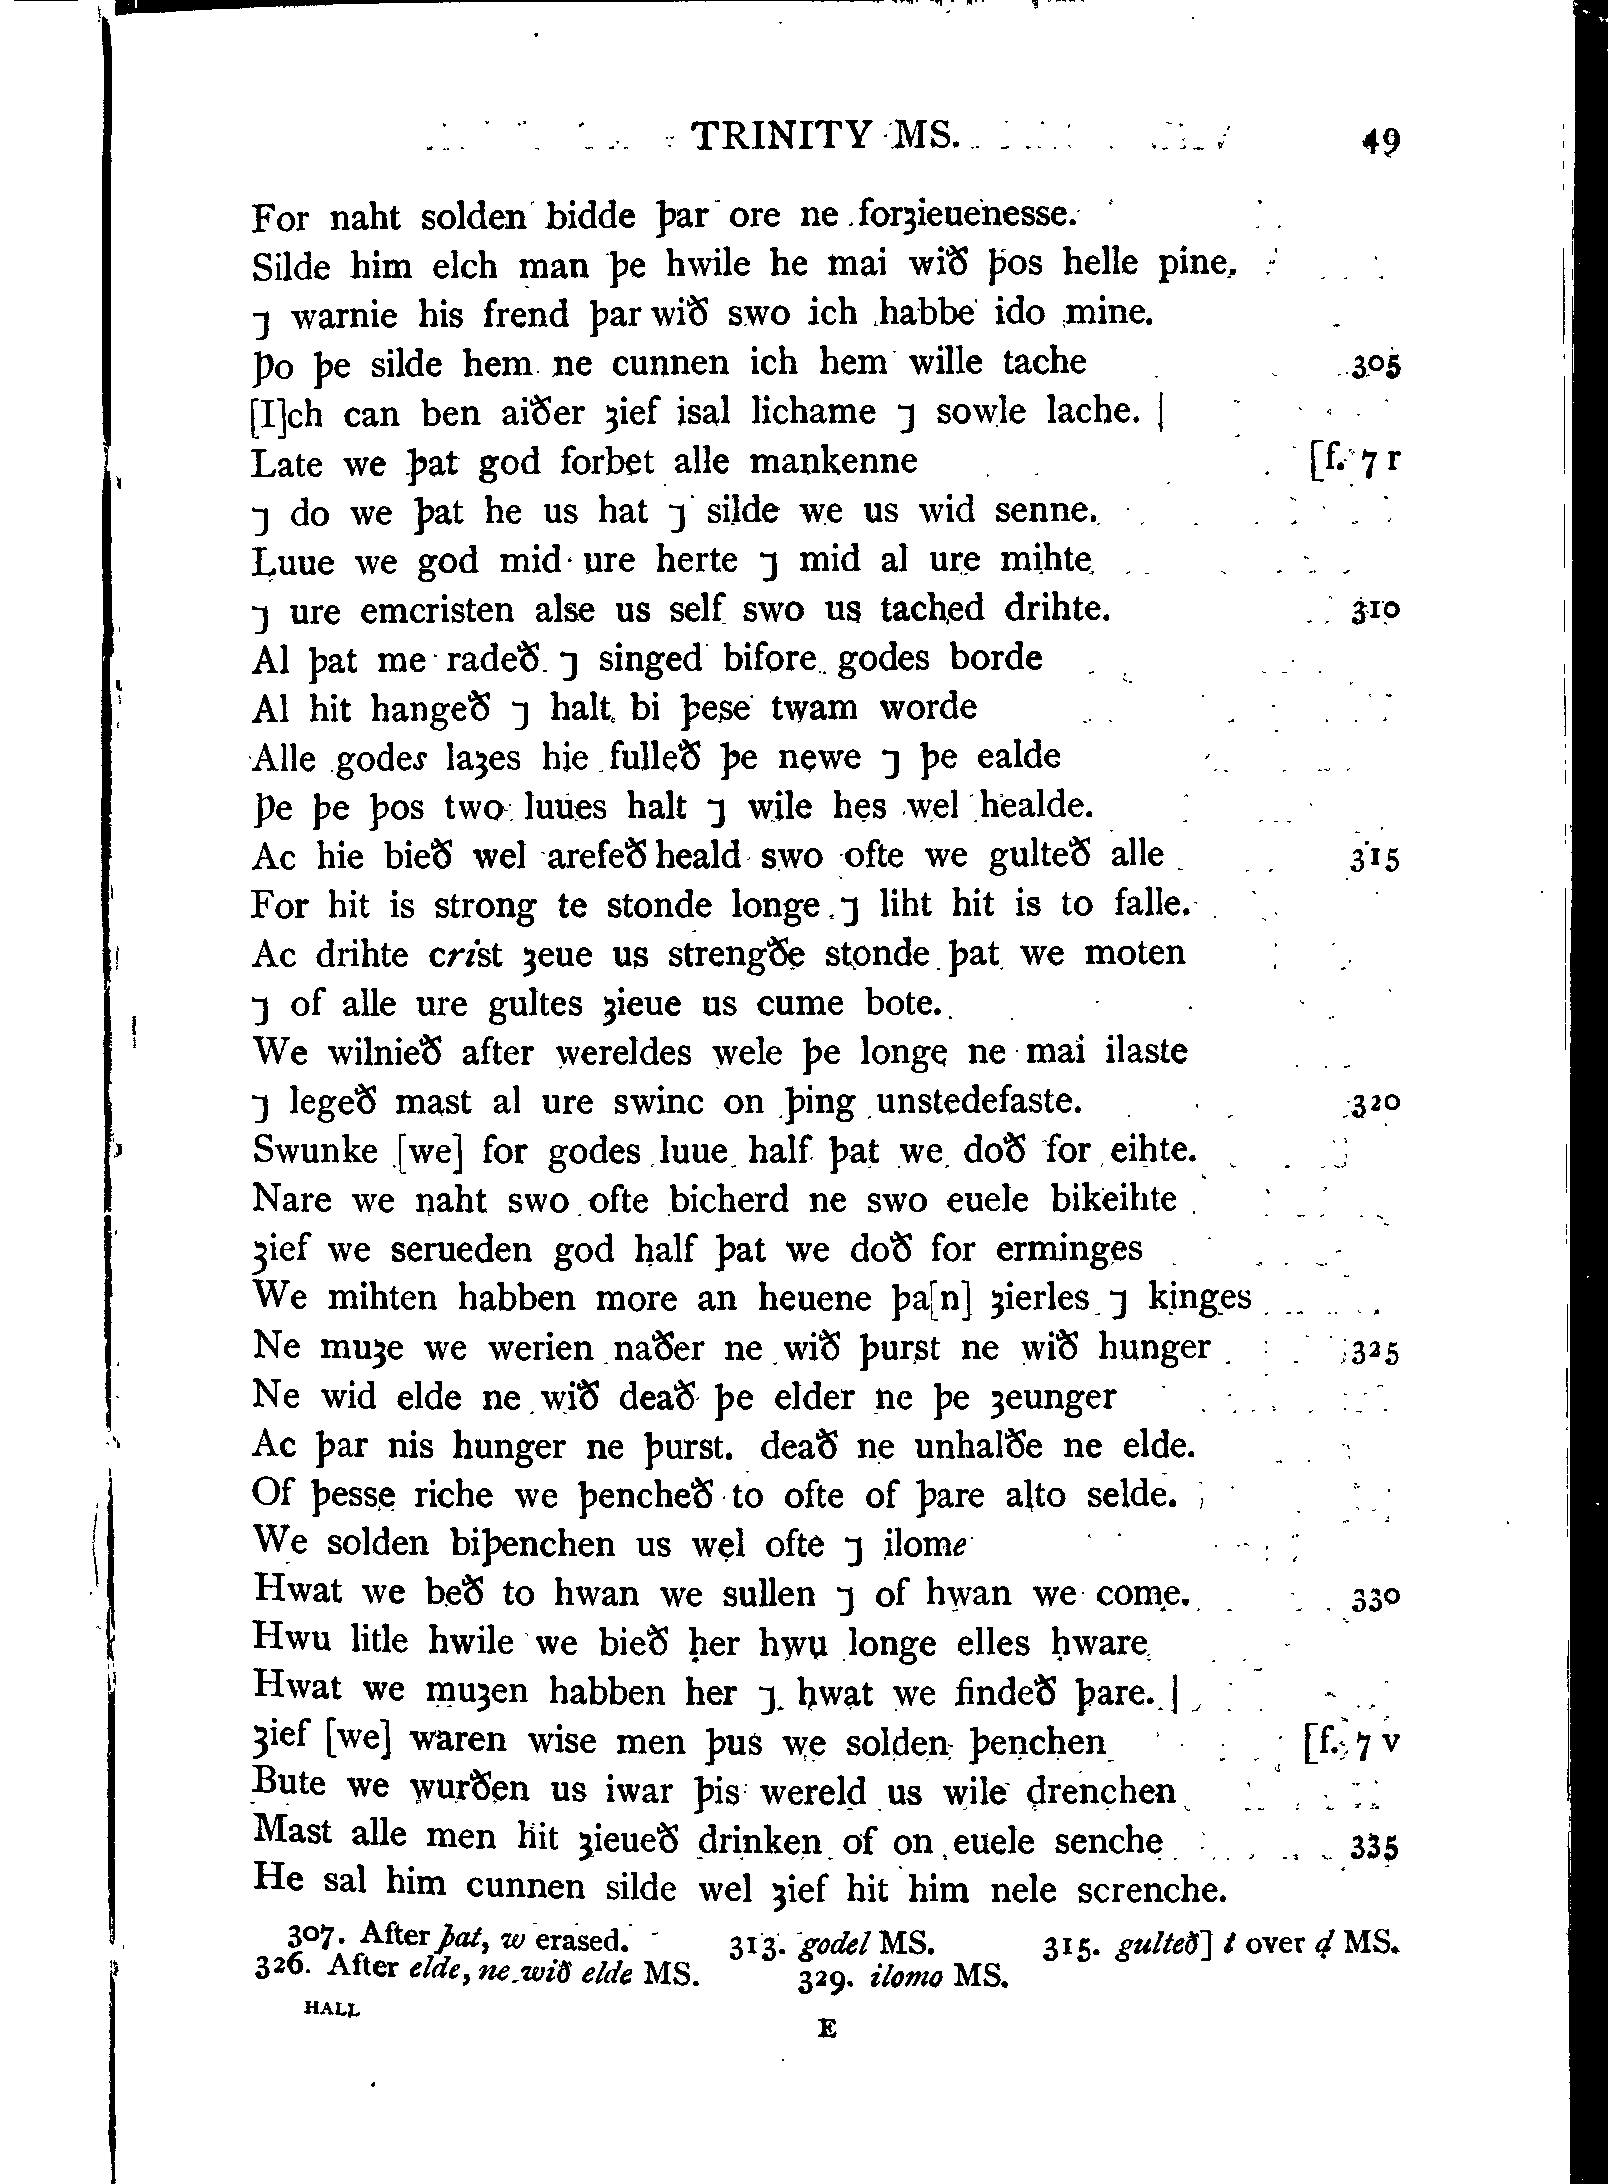 TRINITY MS. 49
For naht solden bidde þar ore ne forȝieuenesse.
Silde him elch man þe hwile he mai wið þos helle pine,
⁊ warnie his frend þar wið swo ich habbe ido mine.
Þo þe silde hem ne cunnen ich hem wille tache 305
[I]ch can ben aiðer ȝief isal lichame ⁊ sowle lache. |
Late we þat god forbet alle mankenne [f. 7 r
⁊ do we þat he us hat ⁊ silde we us wid senne.
Luue we god mid ure herte ⁊ mid al ure mihte
⁊ ure emcristen alse us self swo us tached drihte. 310
Al þat me radeð ⁊ singed bifore godes borde
Al hit hangeð ⁊ halt bi þese twam worde
Alle godes laȝes hie fulleð þe newe ⁊ þe ealde
Þe þe þos two luues halt ⁊ wile hes wel healde.
Ac hie bieð wel arefeð heald swo ofte we gulteð alle 315
For hit is strong te stonde longe ⁊ liht hit is to falle.
Ac drihte crist ȝeue us strengðe stonde þat we moten
⁊ of alle ure gultes ȝieue us cume bote.
We wilnieð after wereldes wele þe longe ne mai ilaste
⁊ legeð mast al ure swinc on þing unstedefaste. 320
Swunke [we] for godes luue half þat we doð for eihte.
Nare we naht swo ofte bicherd ne swo euele bikeihte
ȝief we serueden god half þat we doð for erminges
We mihten habben more an heuene þa[n] ȝierles ⁊ kinges
Ne muȝe we werien naðer ne wið þurst ne wið hunger 325
Ne wid elde ne wið deað þe elder ne þe ȝeunger
Ac þar nis hunger ne þurst. deað ne unhalðe ne elde.
Of þesse riche we þencheð to ofte of þare alto selde.
We solden biþenchen us wel ofte ⁊ ilome
Hwat we beð to hwan we sullen ⁊ of hwan we come. 330
Hwu litle hwile we bieð her hwu longe elles hware
Hwat we muȝen habben her ⁊ hwat we findeð þare. |
ȝief [we] waren wise men þus we solden þenchen [f. 7 v
Bute we wurðen us iwar þis wereld us wile drenchen
Mast alle men hit ȝieueð drinken of on euele senche 335
He sal him cunnen silde wel ȝief hit him nele screnche.
307. After þat, w erased. 313. godel MS. 315. gulteð] t over ḍ MS.
326. After elde, ne wið elde MS. 329. ilomo MS.
HALL
E